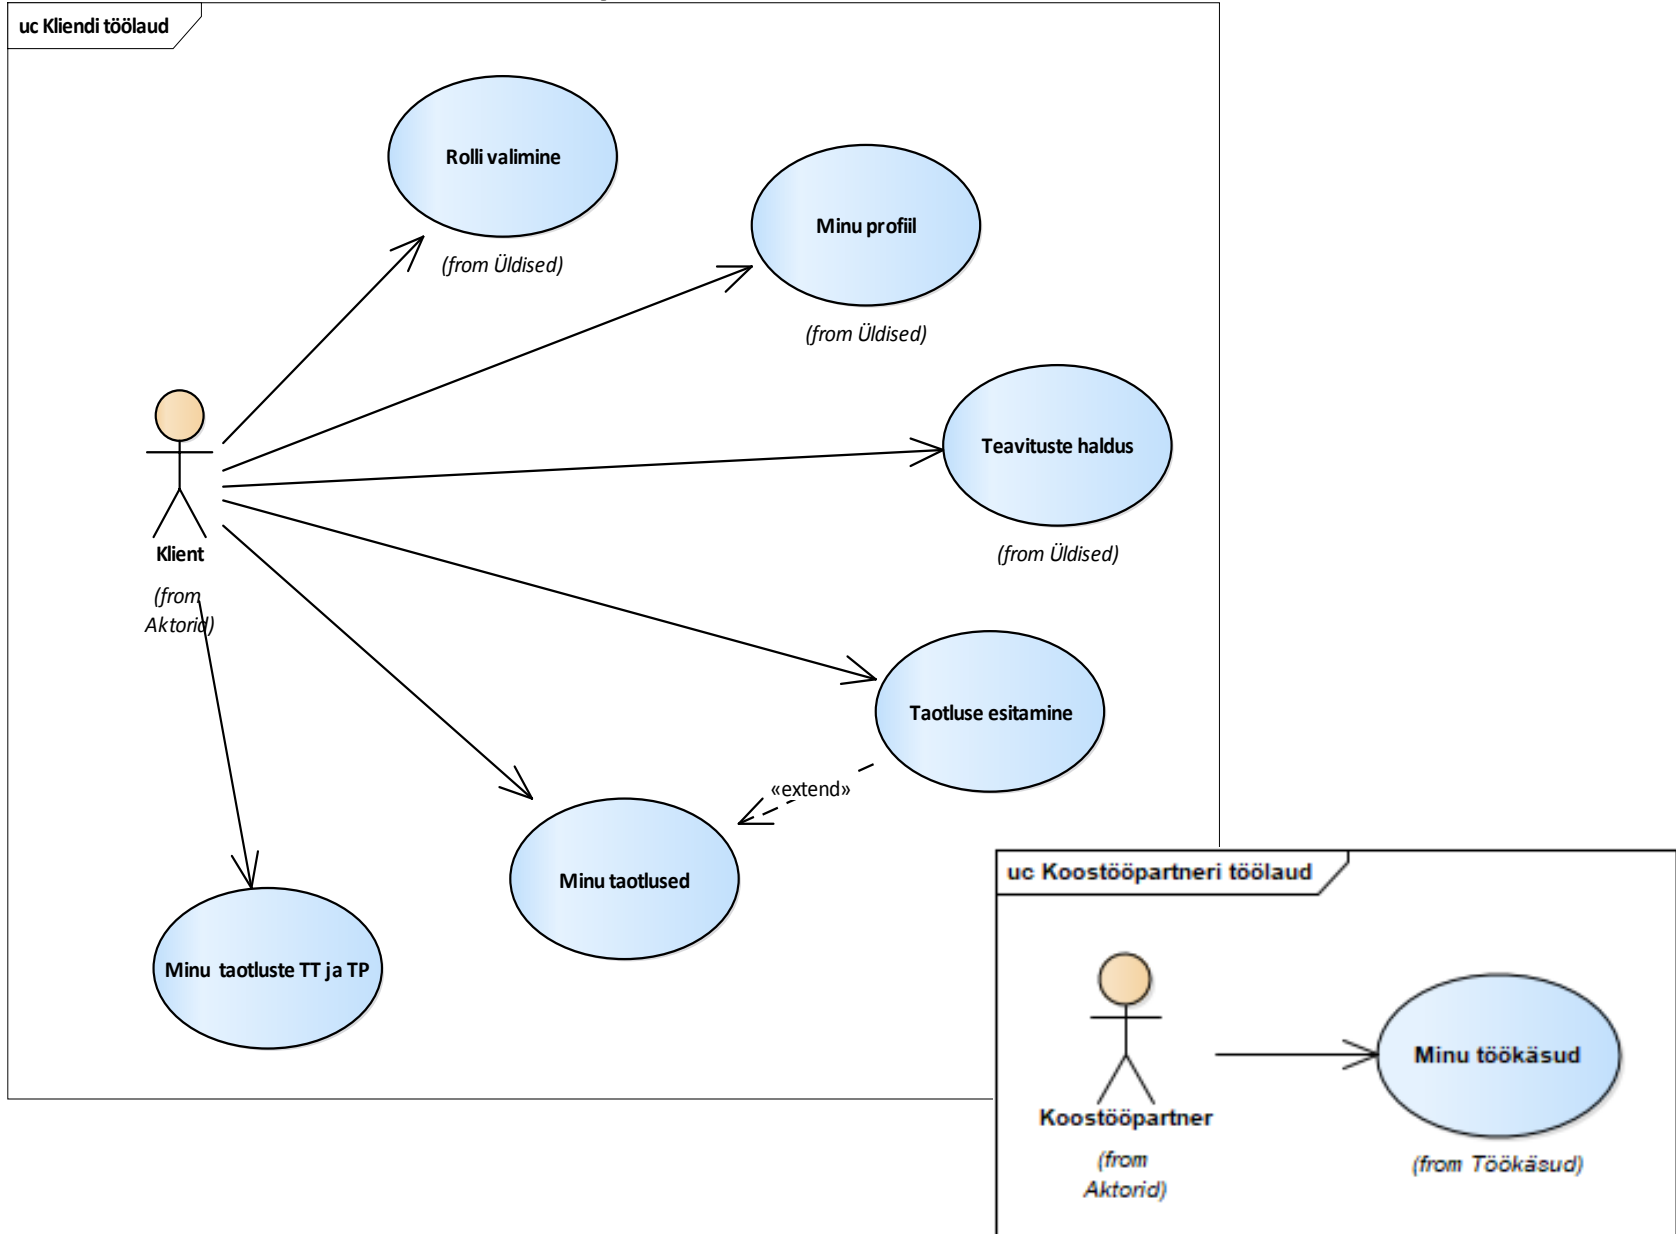 uc Kliendi töölaud
Rolli valimine
(from Üldised)
Minu profiil
(from Üldised)
Teavituste haldus
(from Üldised)
Klient
(from
Aktorid)
Taotluse esitamine
«extend»
Minu taotlused
Minu  taotluste TT ja TP
uc Koostööpartneri töölaud
Minu töökäsud
(from Töökäsud)
Koostööpartner
(from
Aktorid)